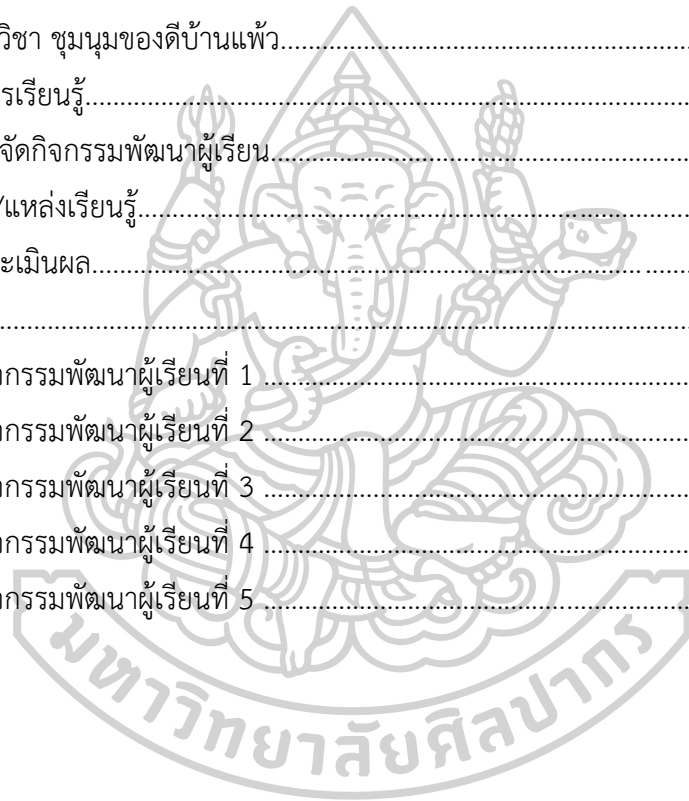 วิชา ชุมนุมของดีบ้านแพ้ว
รเรียนรู้
จัดกิจกรรมพัฒนาผู้เรียน
/แหล่งเรียนรู้
ะเมินผล
กรรมพัฒนาผู้เรียนที่ 1
กรรมพัฒนาผู้เรียนที่ 2
กรรมพัฒนาผู้เรียนที่ 3
กรรมพัฒนาผู้เรียนที่ 4
กรรมพัฒนาผู้เรียนที่ 5
มหาวิทยาลัยศิลปากร